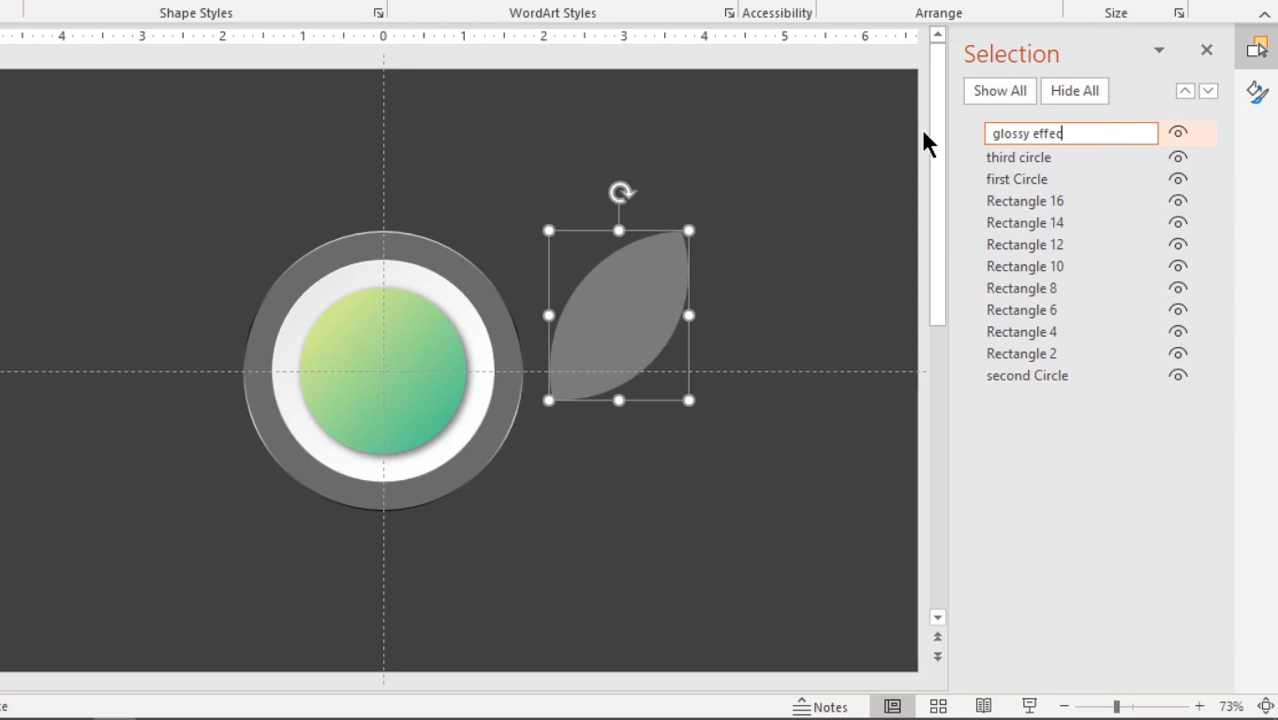 Shape Styles
WordArt Styles
Accessibility
Arrange
Size
4 3 2 1 0 1 2 3 4 5 6
Selection
Show All
Hide All
glossy effec
third circle
first Circle
Rectangle 16
Rectangle 14
Rectangle 12
Rectangle 10
Rectangle 8
Rectangle 6
Rectangle 4
Rectangle 2
second Circle
Notes
73%